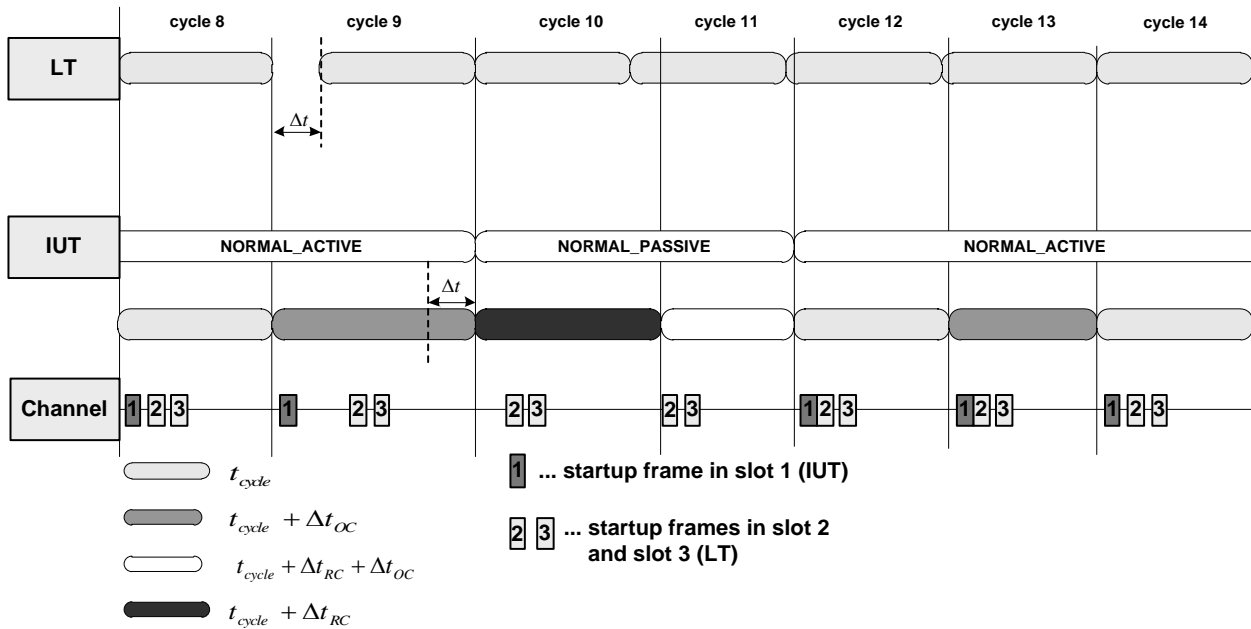 cycle 8 cycle 9 cycle 10 cycle 11 cycle 12 cycle 13 cycle 14
LT
Δt
IUT
NORMAL_ACTIVE NORMAL_PASSIVE NORMAL_ACTIVE
Δt
Channel
1 2 3 1 2 3 2 3 2 3 1 2 3 1 2 3 1 2 3
t_cycle
t_cycle + Δt_OC
t_cycle + Δt_RC + Δt_OC
t_cycle + Δt_RC
1 ... startup frame in slot 1 (IUT)
2 3 ... startup frames in slot 2
and slot 3 (LT)